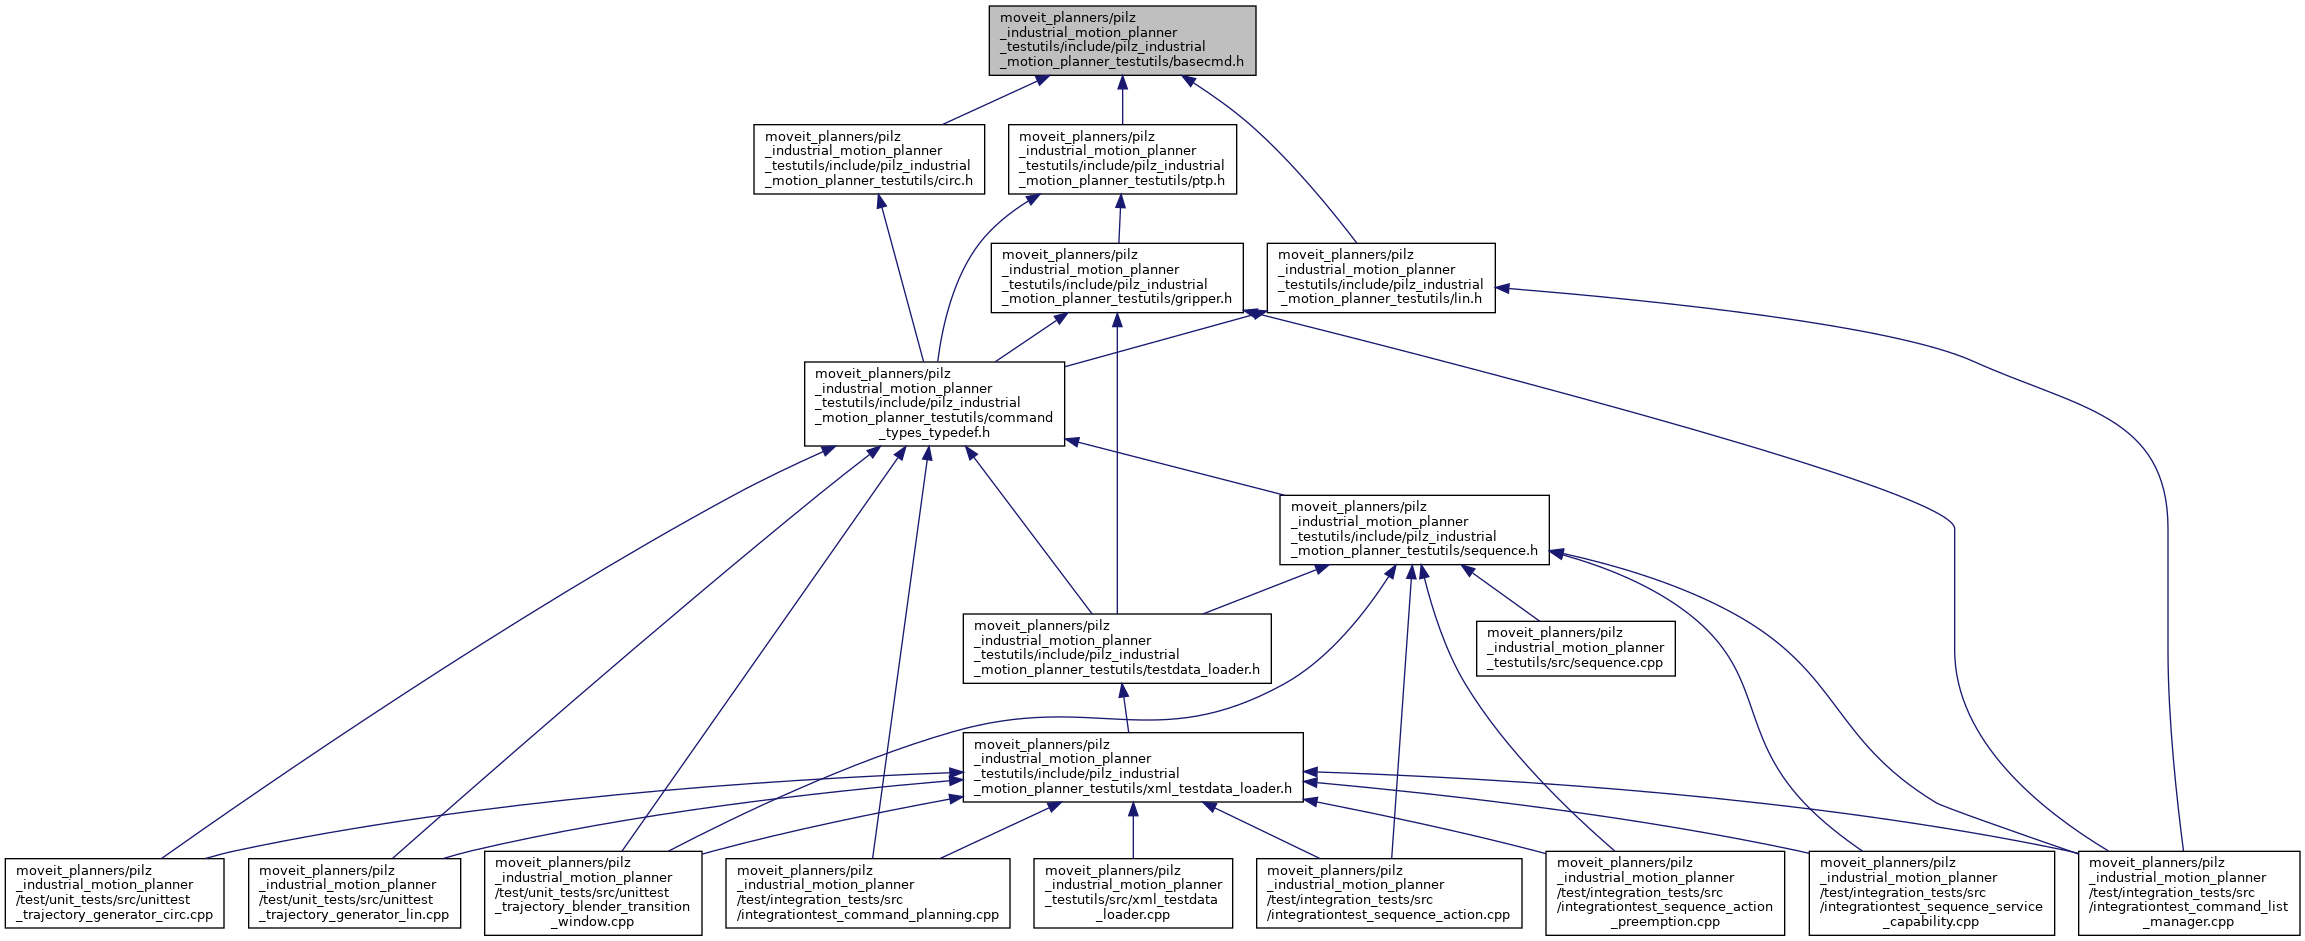 moveit_planners/pilz
_industrial_motion_planner
_testutils/include/pilz_industrial
_motion_planner_testutils/basecmd.h
moveit_planners/pilz
_industrial_motion_planner
_testutils/include/pilz_industrial
_motion_planner_testutils/circ.h
moveit_planners/pilz
_industrial_motion_planner
_testutils/include/pilz_industrial
_motion_planner_testutils/ptp.h
moveit_planners/pilz
_industrial_motion_planner
_testutils/include/pilz_industrial
_motion_planner_testutils/gripper.h
moveit_planners/pilz
_industrial_motion_planner
_testutils/include/pilz_industrial
_motion_planner_testutils/lin.h
moveit_planners/pilz
_industrial_motion_planner
_testutils/include/pilz_industrial
_motion_planner_testutils/command
_types_typedef.h
moveit_planners/pilz
_industrial_motion_planner
_testutils/include/pilz_industrial
_motion_planner_testutils/sequence.h
moveit_planners/pilz
_industrial_motion_planner
_testutils/include/pilz_industrial
_motion_planner_testutils/testdata_loader.h
moveit_planners/pilz
_industrial_motion_planner
_testutils/src/sequence.cpp
moveit_planners/pilz
_industrial_motion_planner
_testutils/include/pilz_industrial
_motion_planner_testutils/xml_testdata_loader.h
moveit_planners/pilz
_industrial_motion_planner
/test/unit_tests/src/unittest
_trajectory_generator_circ.cpp
moveit_planners/pilz
_industrial_motion_planner
/test/unit_tests/src/unittest
_trajectory_generator_lin.cpp
moveit_planners/pilz
_industrial_motion_planner
/test/unit_tests/src/unittest
_trajectory_blender_transition
_window.cpp
moveit_planners/pilz
_industrial_motion_planner
/test/integration_tests/src
/integrationtest_command_planning.cpp
moveit_planners/pilz
_industrial_motion_planner
_testutils/src/xml_testdata
_loader.cpp
moveit_planners/pilz
_industrial_motion_planner
/test/integration_tests/src
/integrationtest_sequence_action.cpp
moveit_planners/pilz
_industrial_motion_planner
/test/integration_tests/src
/integrationtest_sequence_action
_preemption.cpp
moveit_planners/pilz
_industrial_motion_planner
/test/integration_tests/src
/integrationtest_sequence_service
_capability.cpp
moveit_planners/pilz
_industrial_motion_planner
/test/integration_tests/src
/integrationtest_command_list
_manager.cpp